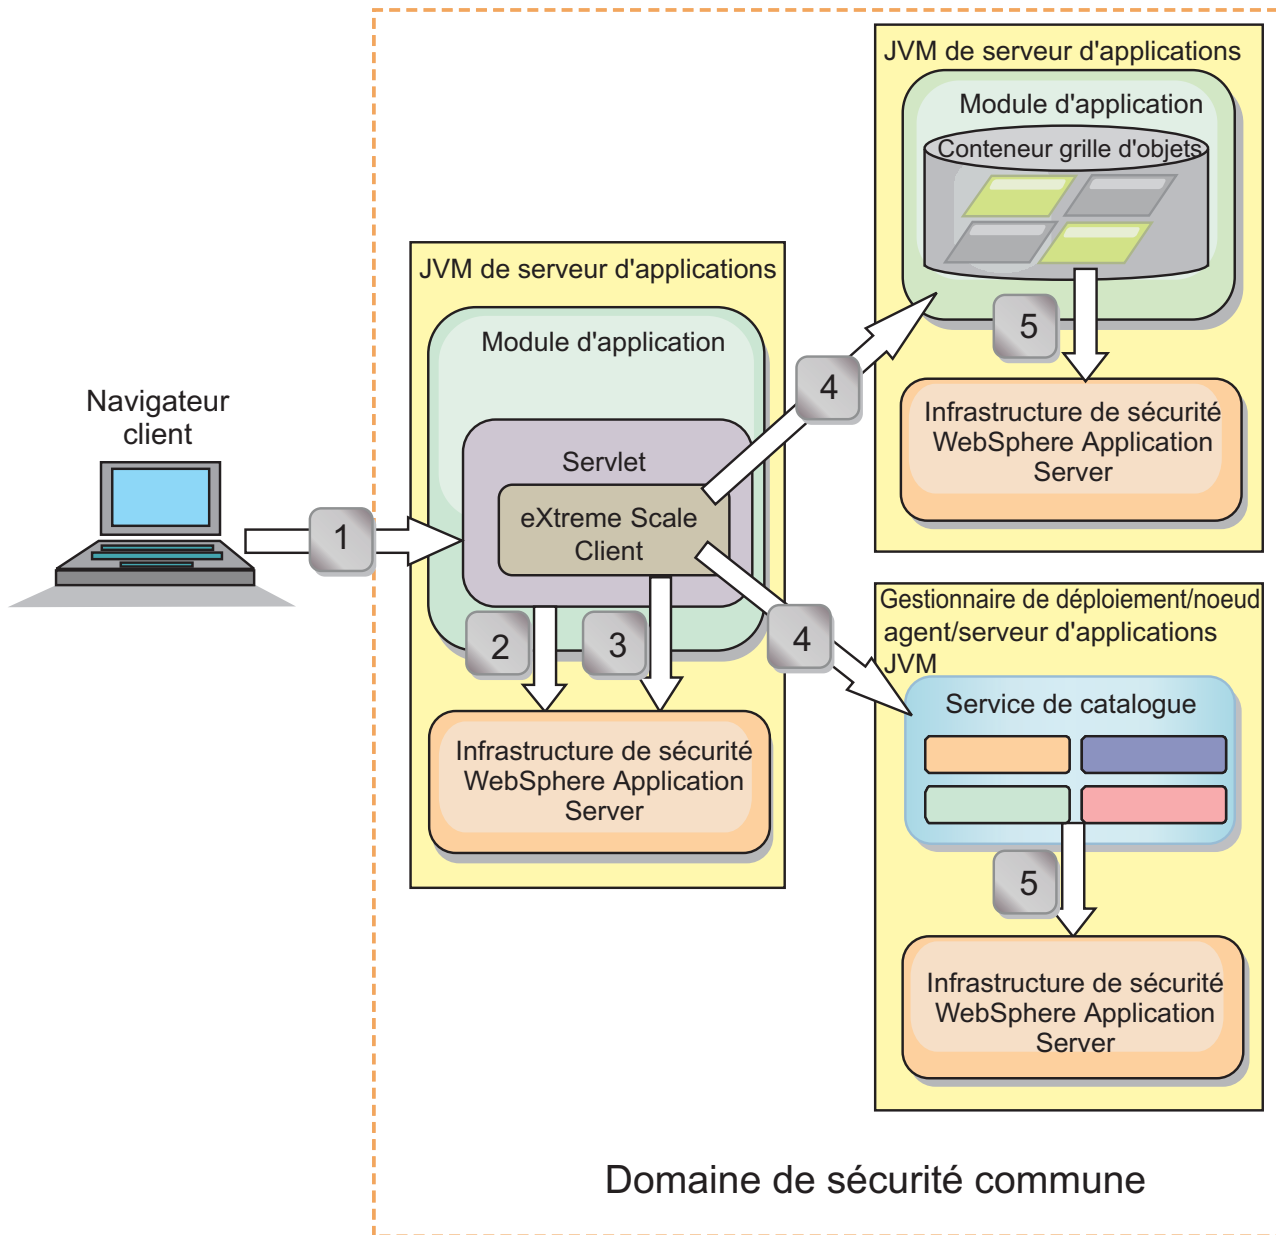 Navigateur
client
1
JVM de serveur d'applications
Module d'application
Servlet
eXtreme Scale
Client
2
3
Infrastructure de sécurité
WebSphere Application
Server
4
4
JVM de serveur d'applications
Module d'application
Conteneur grille d'objets
5
Infrastructure de sécurité
WebSphere Application
Server
Gestionnaire de déploiement/noeud
agent/serveur d'applications
JVM
Service de catalogue
5
Infrastructure de sécurité
WebSphere Application
Server
Domaine de sécurité commune